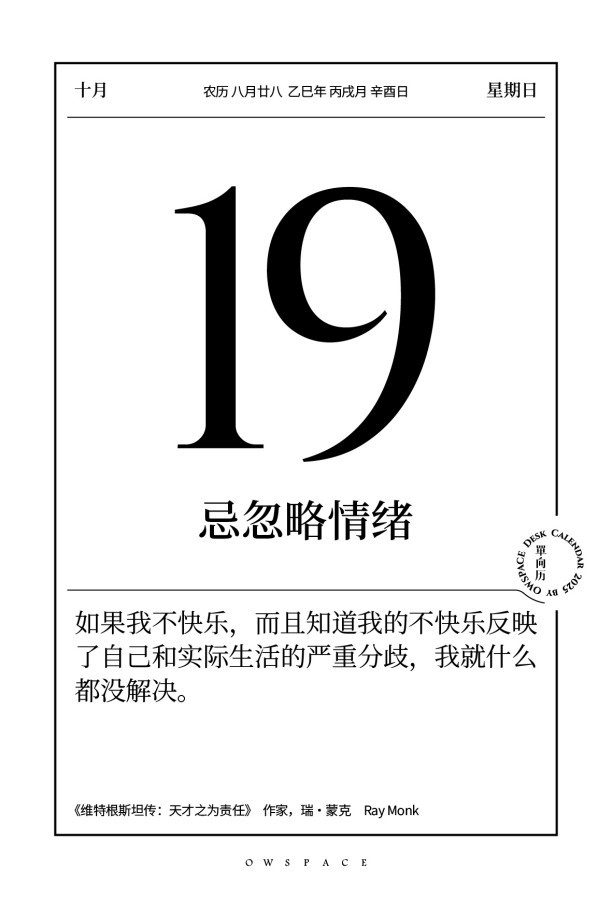 十月
农历 八月廿八 乙巳年 丙戌月 辛酉日
星期日
19
忌忽略情绪
DESK CALENDAR 2025 BY OWSPACE
單向历
如果我不快乐，而且知道我的不快乐反映
了自己和实际生活的严重分歧，我就什么
都没解决。
《维特根斯坦传：天才之为责任》 作家，瑞·蒙克 Ray Monk
OWSPACE